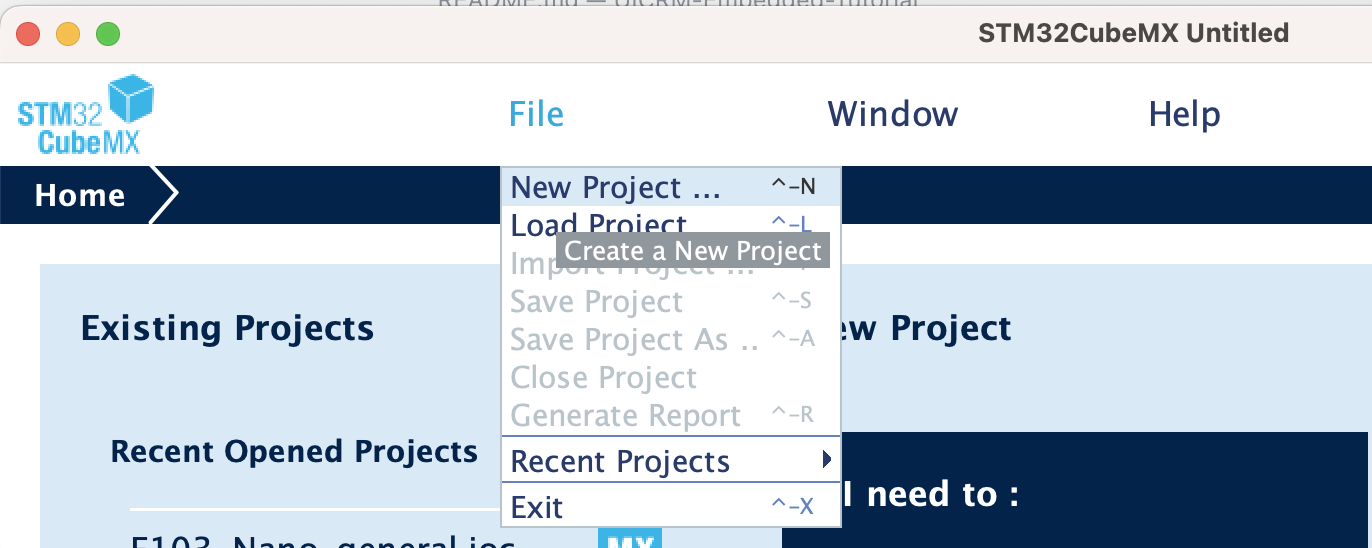 README.md — UICRM-Embedded-Tutorial
STM32CubeMX Untitled
STM32
CubeMX
File
Window
Help
Home
New Project ...
^-N
Load Project
^-L
Create a New Project
Import Project ...
Save Project
^-S
Save Project As ..
^-A
Close Project
Generate Report
^-R
Recent Projects
Exit
^-X
Existing Projects
ew Project
Recent Opened Projects
I need to :
F103_Nano_general.ioc
MX